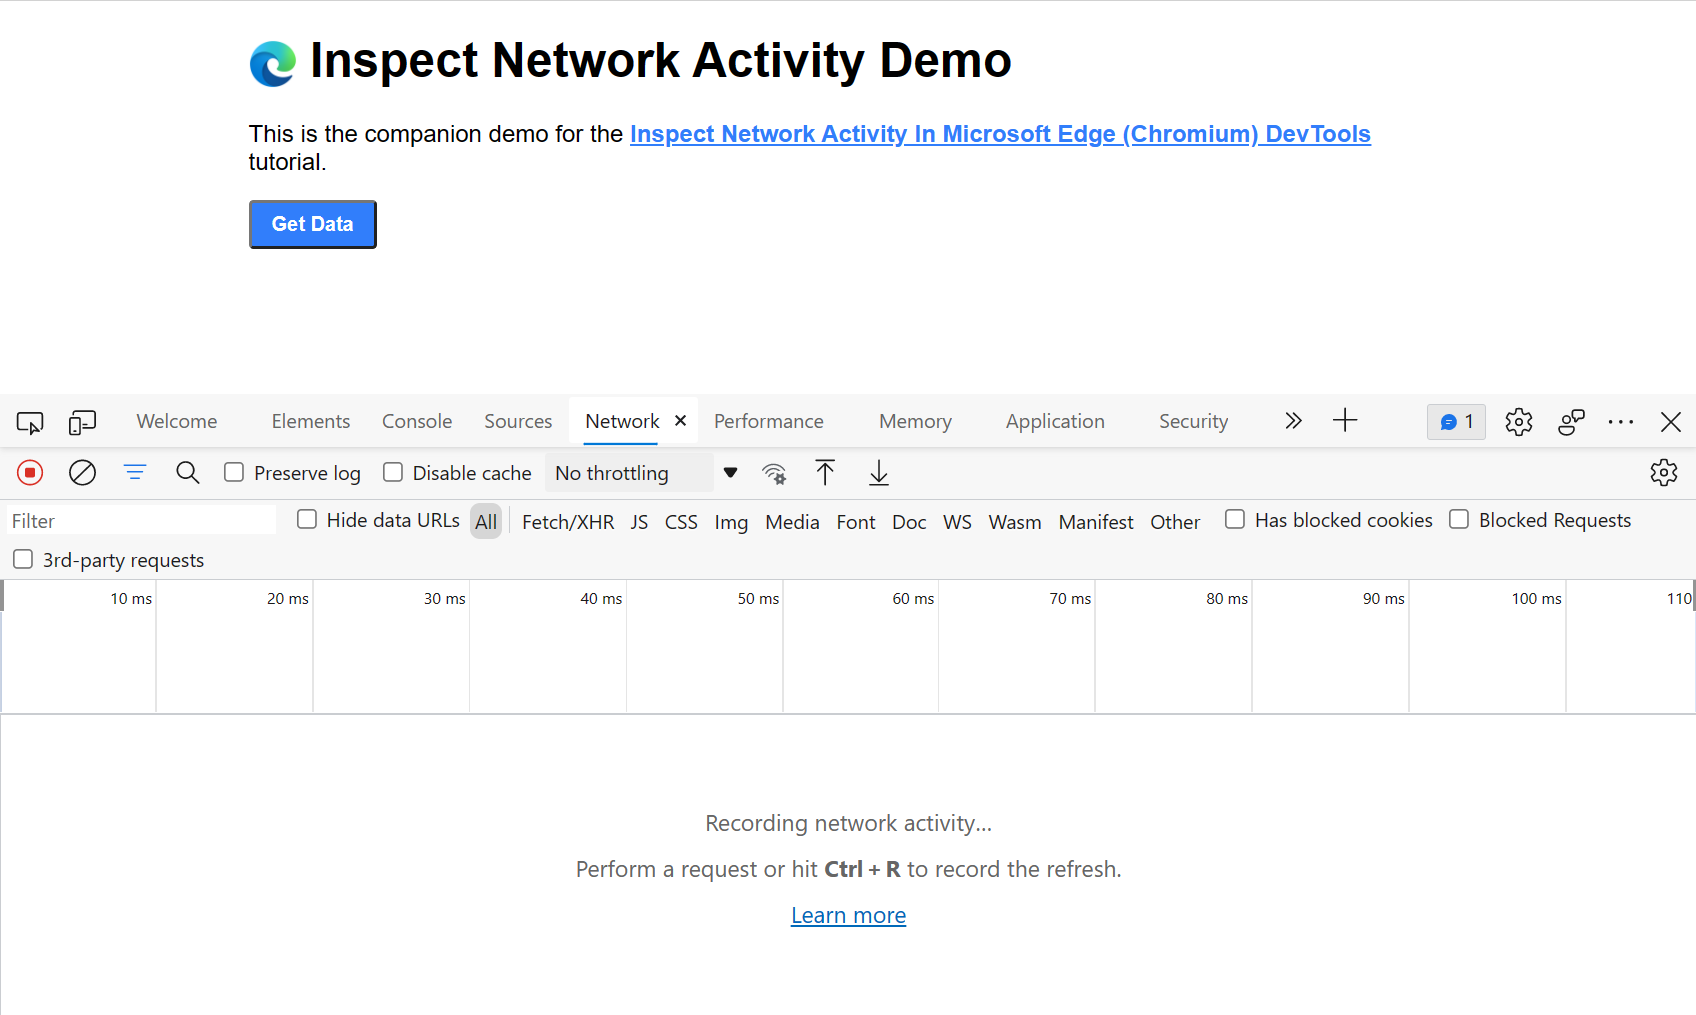 Inspect Network Activity Demo
This is the companion demo for the Inspect Network Activity In Microsoft Edge (Chromium) DevTools
tutorial.
Get Data
Welcome Elements Console Sources Network Performance Memory Application Security 1
Preserve log Disable cache No throttling
Filter Hide data URLs All Fetch/XHR JS CSS Img Media Font Doc WS Wasm Manifest Other Has blocked cookies Blocked Requests
3rd-party requests
10 ms 20 ms 30 ms 40 ms 50 ms 60 ms 70 ms 80 ms 90 ms 100 ms 110
Recording network activity...
Perform a request or hit Ctrl + R to record the refresh.
Learn more